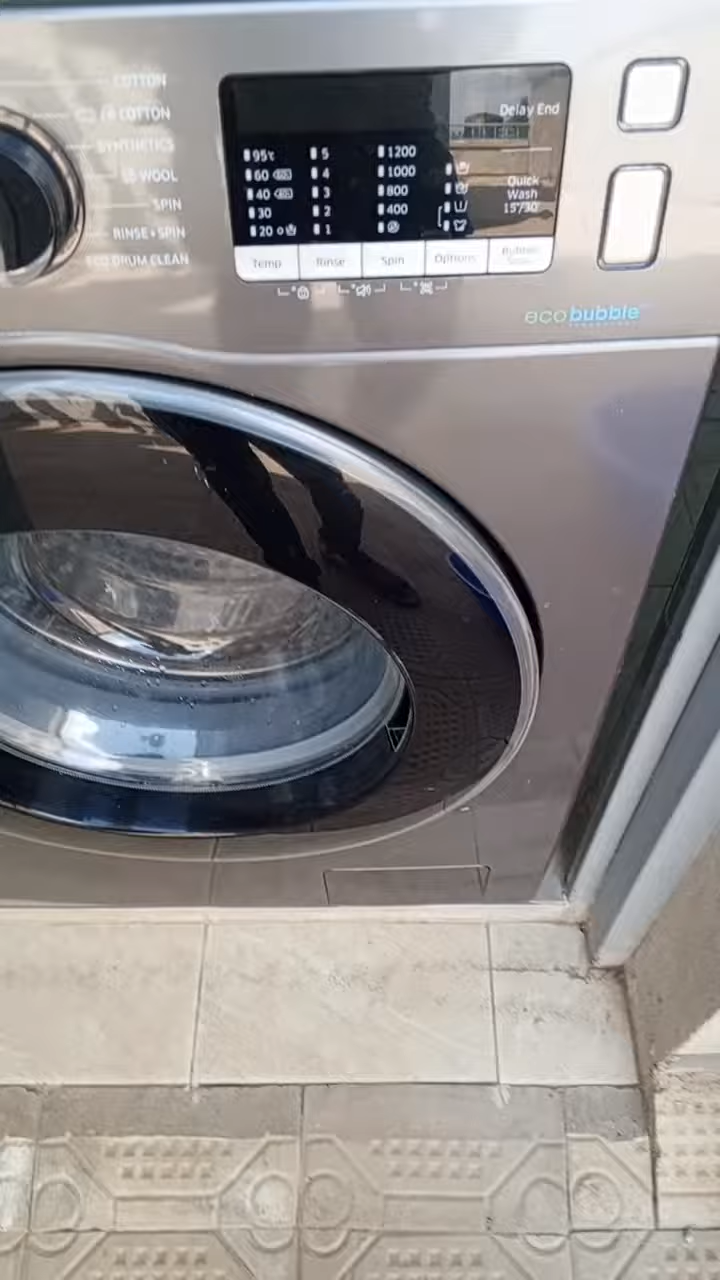 COTTON
COTTON
SYNTHETICS
WOOL
SPIN
RINSE+SPIN
ECO DRUM CLEAN
Delay End
95℃ 5 1200
60 4 1000
40 3 800
30 2 400
20 1
Quick
Wash
15'/30'
Temp Rinse Spin Options Bubble
ecobubble